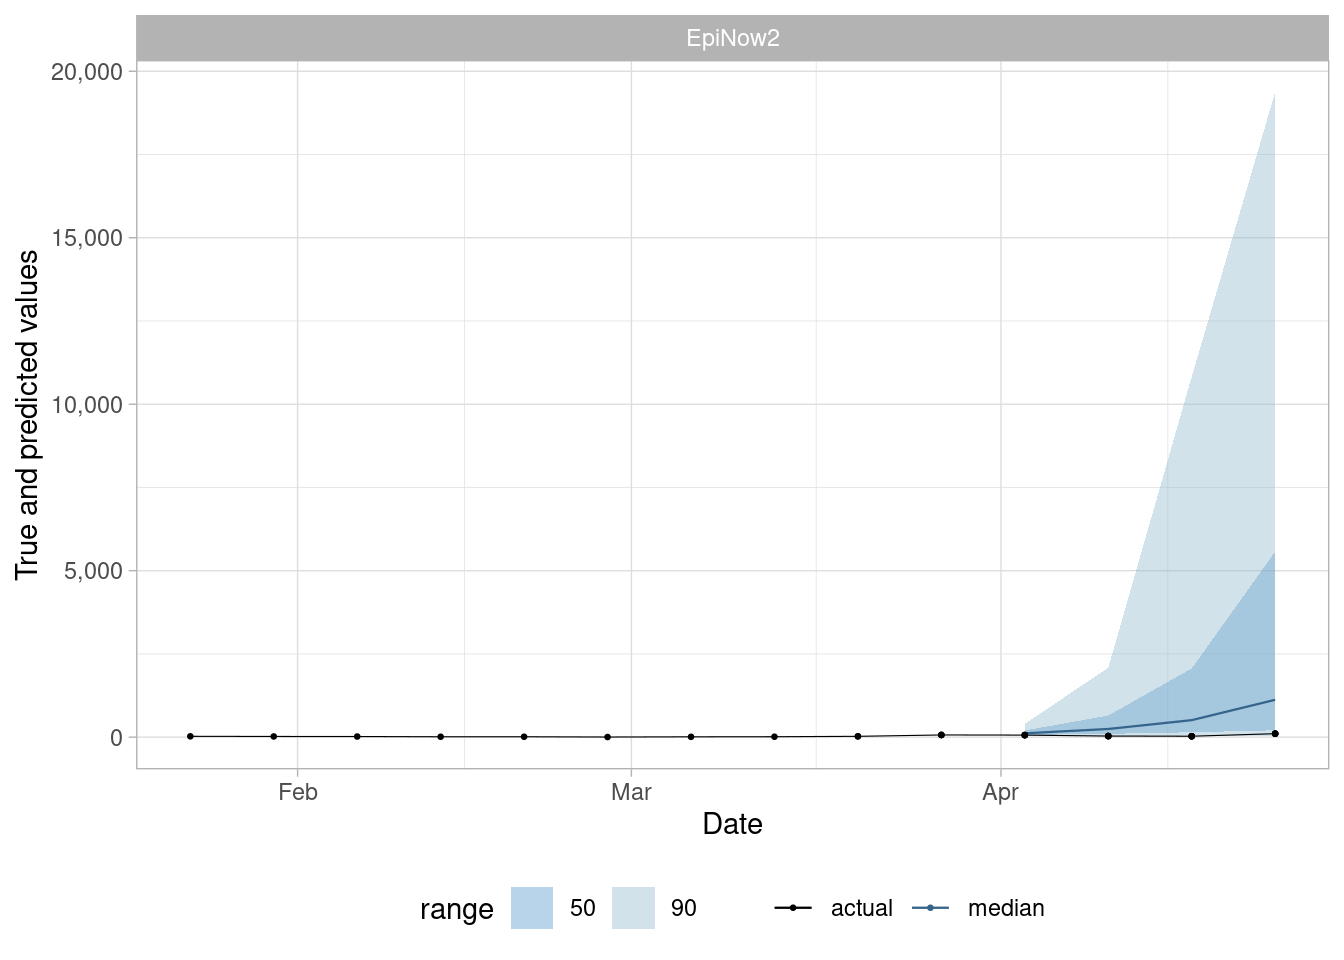 EpiNow2
20,000
15,000
10,000
5,000
0
True and predicted values
Feb Mar Apr
Date
range 50 90 actual median